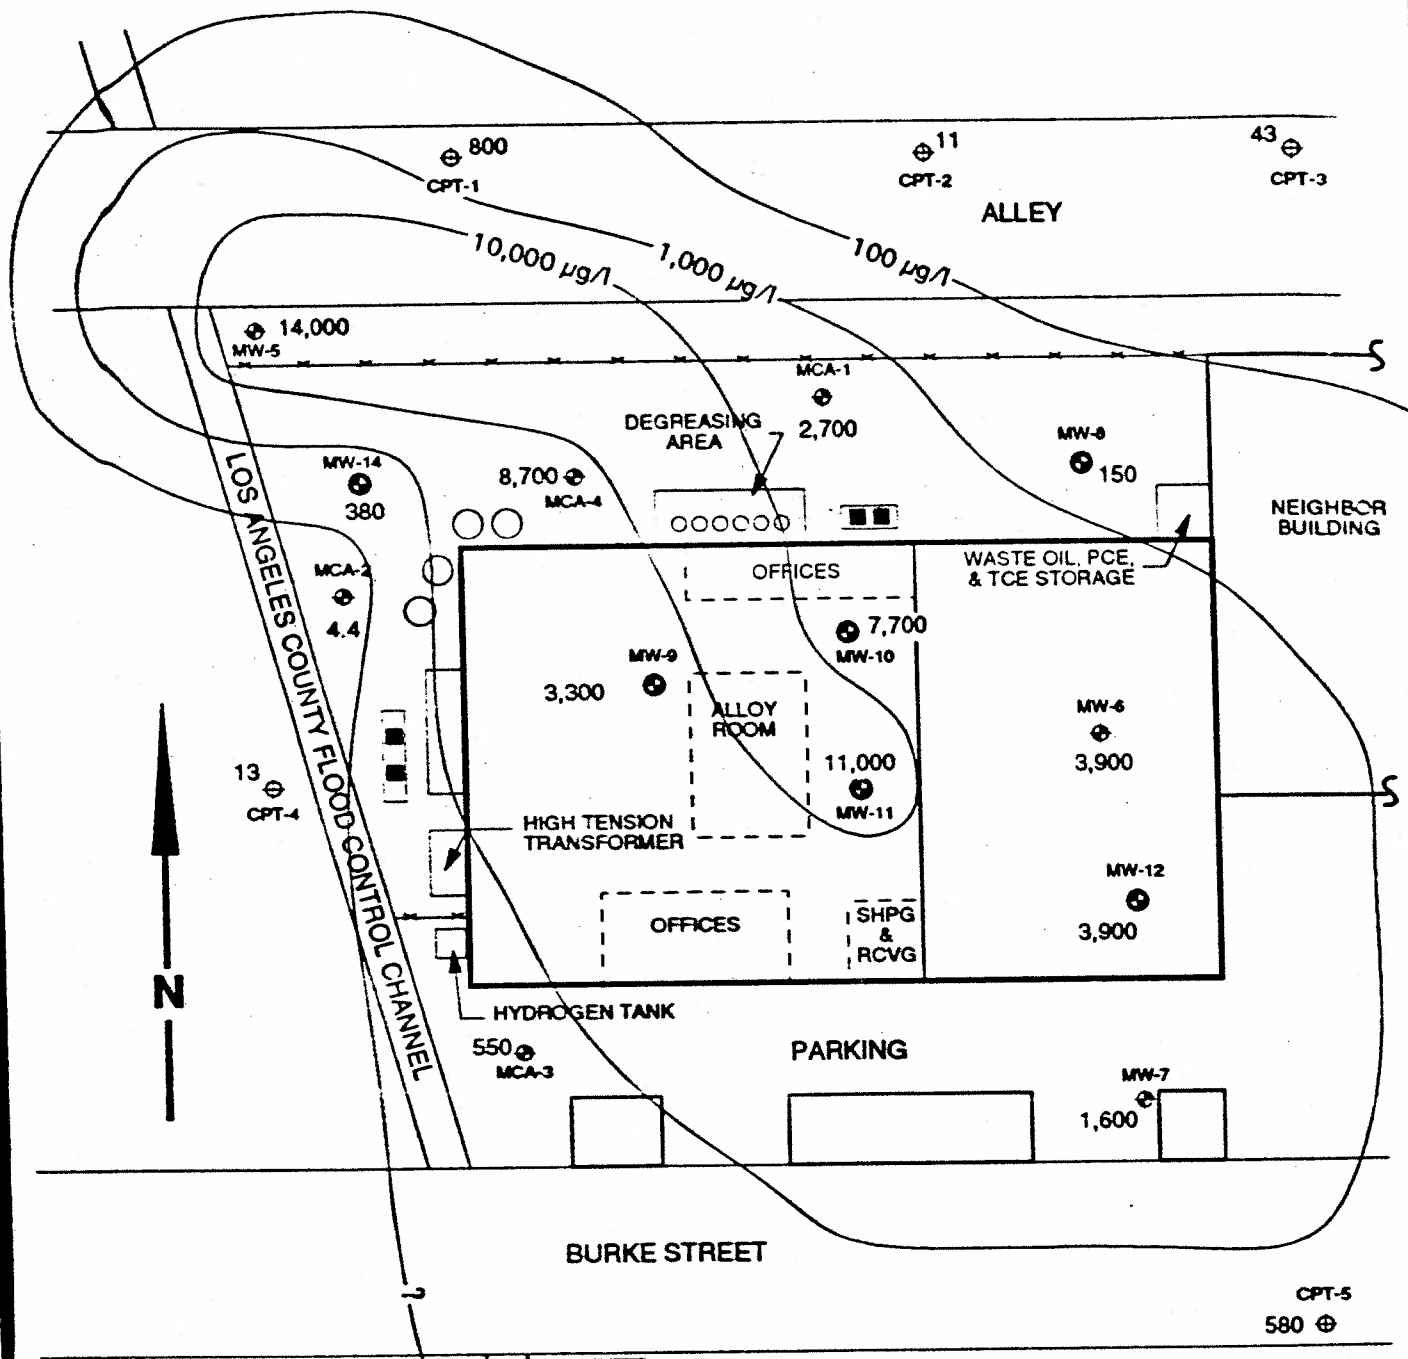 800
CPT-1
11
CPT-2
43
CPT-3
ALLEY
10,000 µg/l
1,000 µg/l
100 µg/l
14,000
MW-5
MCA-1
2,700
DEGREASING
AREA
MW-8
150
MW-14
380
8,700
MCA-4
NEIGHBOR
BUILDING
WASTE OIL, PCE,
& TCE STORAGE
OFFICES
MCA-2
4.4
LOS ANGELES COUNTY FLOOD CONTROL CHANNEL
7,700
MW-10
MW-9
3,300
ALLOY
ROOM
MW-6
3,900
11,000
MW-11
13
CPT-4
HIGH TENSION
TRANSFORMER
MW-12
3,900
OFFICES
SHPG
&
RCVG
N
HYDROGEN TANK
550
MCA-3
PARKING
MW-7
1,600
BURKE STREET
?
CPT-5
580